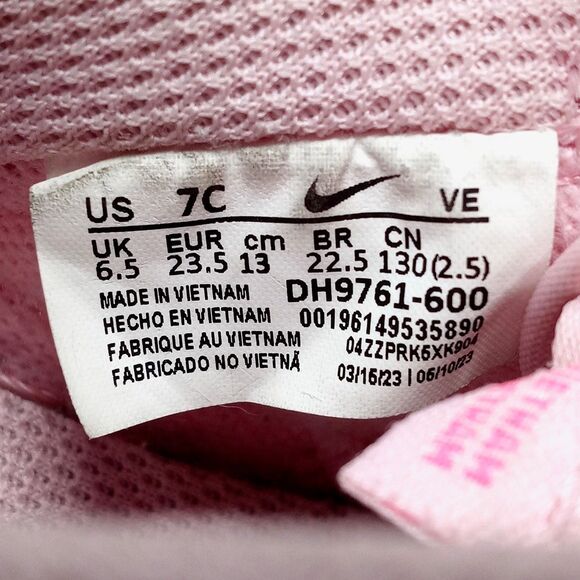 US 7C VE
UK EUR cm BR CN
6.5 23.5 13 22.5 130(2.5)
MADE IN VIETNAM DH9761-600
HECHO EN VIETNAM 00196149535890
FABRIQUE AU VIETNAM 04ZZPRK6XK904
FABRICADO NO VIETNÃ 03/16/23 | 06/10/23
VIETNAM